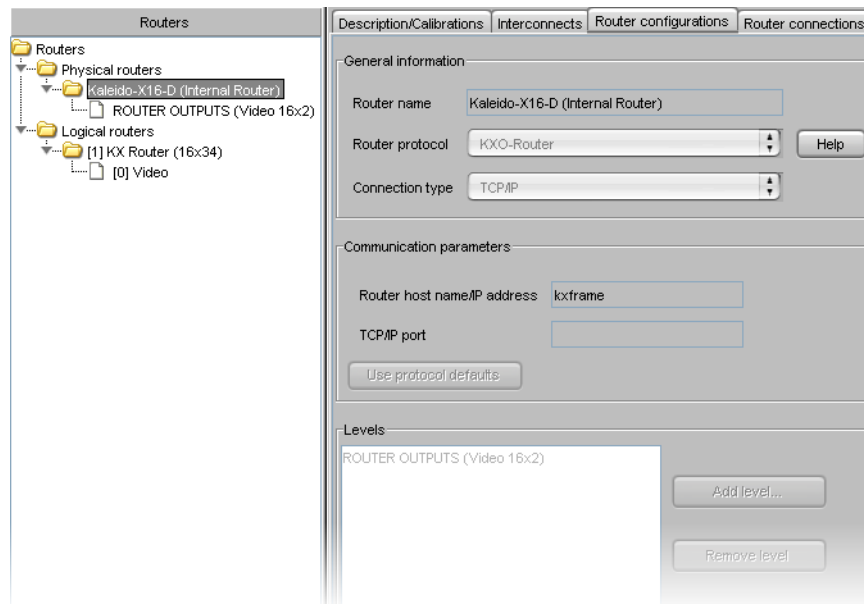 Routers
Routers
Physical routers
Kaleido-X16-D (Internal Router)
ROUTER OUTPUTS (Video 16x2)
Logical routers
[1] KX Router (16x34)
[0] Video
Description/Calibrations
Interconnects
Router configurations
Router connections
General information
Router name Kaleido-X16-D (Internal Router)
Router protocol KXO-Router Help
Connection type TCP/IP
Communication parameters
Router host name/IP address kxframe
TCP/IP port
Use protocol defaults
Levels
ROUTER OUTPUTS (Video 16x2)
Add level...
Remove level